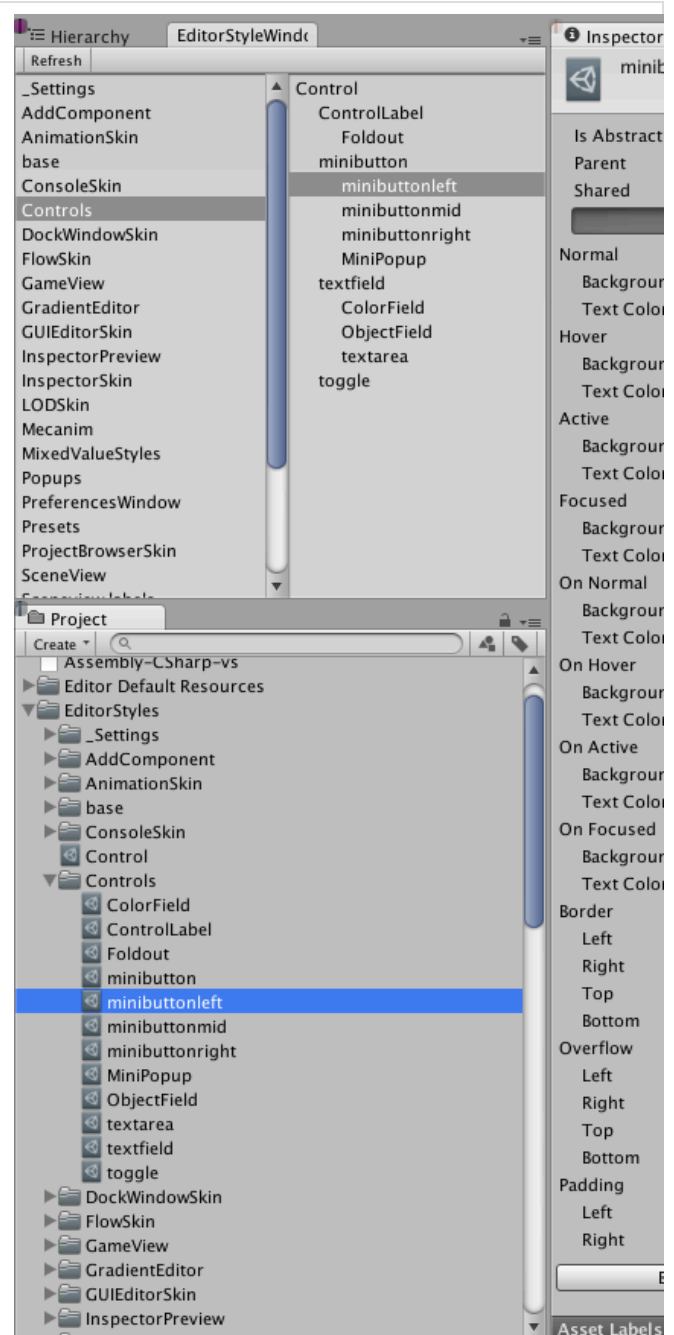 Hierarchy
EditorStyleWindo
Refresh
_Settings
AddComponent
AnimationSkin
base
ConsoleSkin
Controls
DockWindowSkin
FlowSkin
GameView
GradientEditor
GUIEditorSkin
InspectorPreview
InspectorSkin
LODSkin
Mecanim
MixedValueStyles
Popups
PreferencesWindow
Presets
ProjectBrowserSkin
SceneView
Control
ControlLabel
Foldout
minibutton
minibuttonleft
minibuttonmid
minibuttonright
MiniPopup
textfield
ColorField
ObjectField
textarea
toggle
Project
Create
Assembly-CSharp-vs
Editor Default Resources
EditorStyles
_Settings
AddComponent
AnimationSkin
base
ConsoleSkin
Control
Controls
ColorField
ControlLabel
Foldout
minibutton
minibuttonleft
minibuttonmid
minibuttonright
MiniPopup
ObjectField
textarea
textfield
toggle
DockWindowSkin
FlowSkin
GameView
GradientEditor
GUIEditorSkin
InspectorPreview
Inspector
minib
Is Abstract
Parent
Shared
Normal
Backgrour
Text Color
Hover
Backgrour
Text Color
Active
Backgrour
Text Color
Focused
Backgrour
Text Color
On Normal
Backgrour
Text Color
On Hover
Backgrour
Text Color
On Active
Backgrour
Text Color
On Focused
Backgrour
Text Color
Border
Left
Right
Top
Bottom
Overflow
Left
Right
Top
Bottom
Padding
Left
Right
Asset Labels